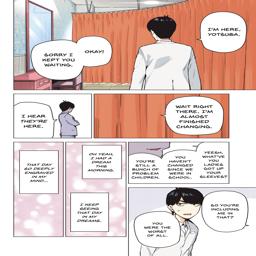 I'M HERE,
YOTSUBA.
OKAY!
SORRY I
KEPT YOU
WAITING.
WAIT RIGHT
THERE, I'M
ALMOST
FINISHED
CHANGING.
I HEAR
THEY'RE
HERE.
YEESH,
WHAT'VE
YOU
LADIES
GOT UP
YOUR
SLEEVES?
YOU
HAVEN'T
CHANGED
SINCE WE
WERE IN
SCHOOL.
YOU'RE
STILL A
BUNCH OF
PROBLEM
CHILDREN.
OH YEAH,
I HAD A
DREAM
THIS
MORNING.
THAT DAY
SO DEEPLY
ENGRAVED
IN MY
MIND...
I KEEP
SEEING
THAT DAY
IN MY
DREAMS.
SO YOU'RE
INCLUDING
ME IN
THAT?
YOU
WERE THE
WORST
OF ALL.